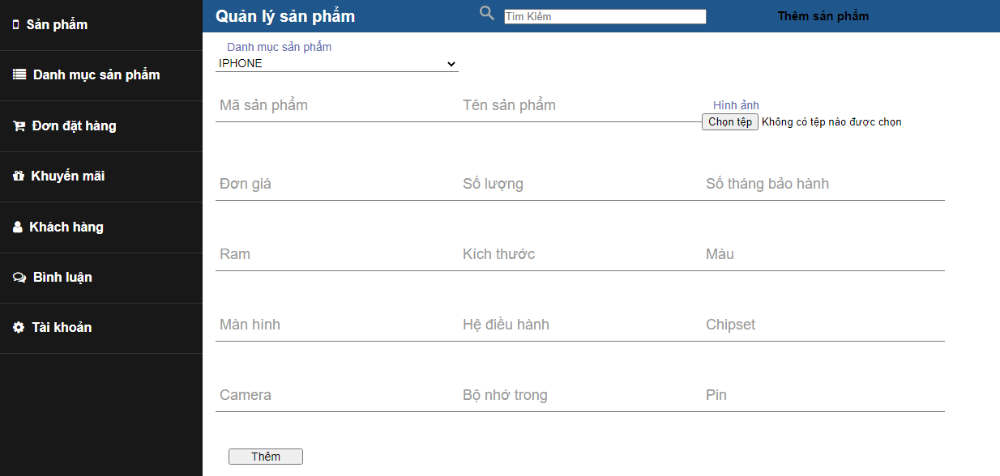 Sản phẩm
Danh mục sản phẩm
Đơn đặt hàng
Khuyến mãi
Khách hàng
Bình luận
Tài khoản
Quản lý sản phẩm
Tìm Kiếm
Thêm sản phẩm
Danh mục sản phẩm
IPHONE
Mã sản phẩm
Tên sản phẩm
Hình ảnh
Chọn tệp Không có tệp nào được chọn
Đơn giá
Số lượng
Số tháng bảo hành
Ram
Kích thước
Màu
Màn hình
Hệ điều hành
Chipset
Camera
Bộ nhớ trong
Pin
Thêm